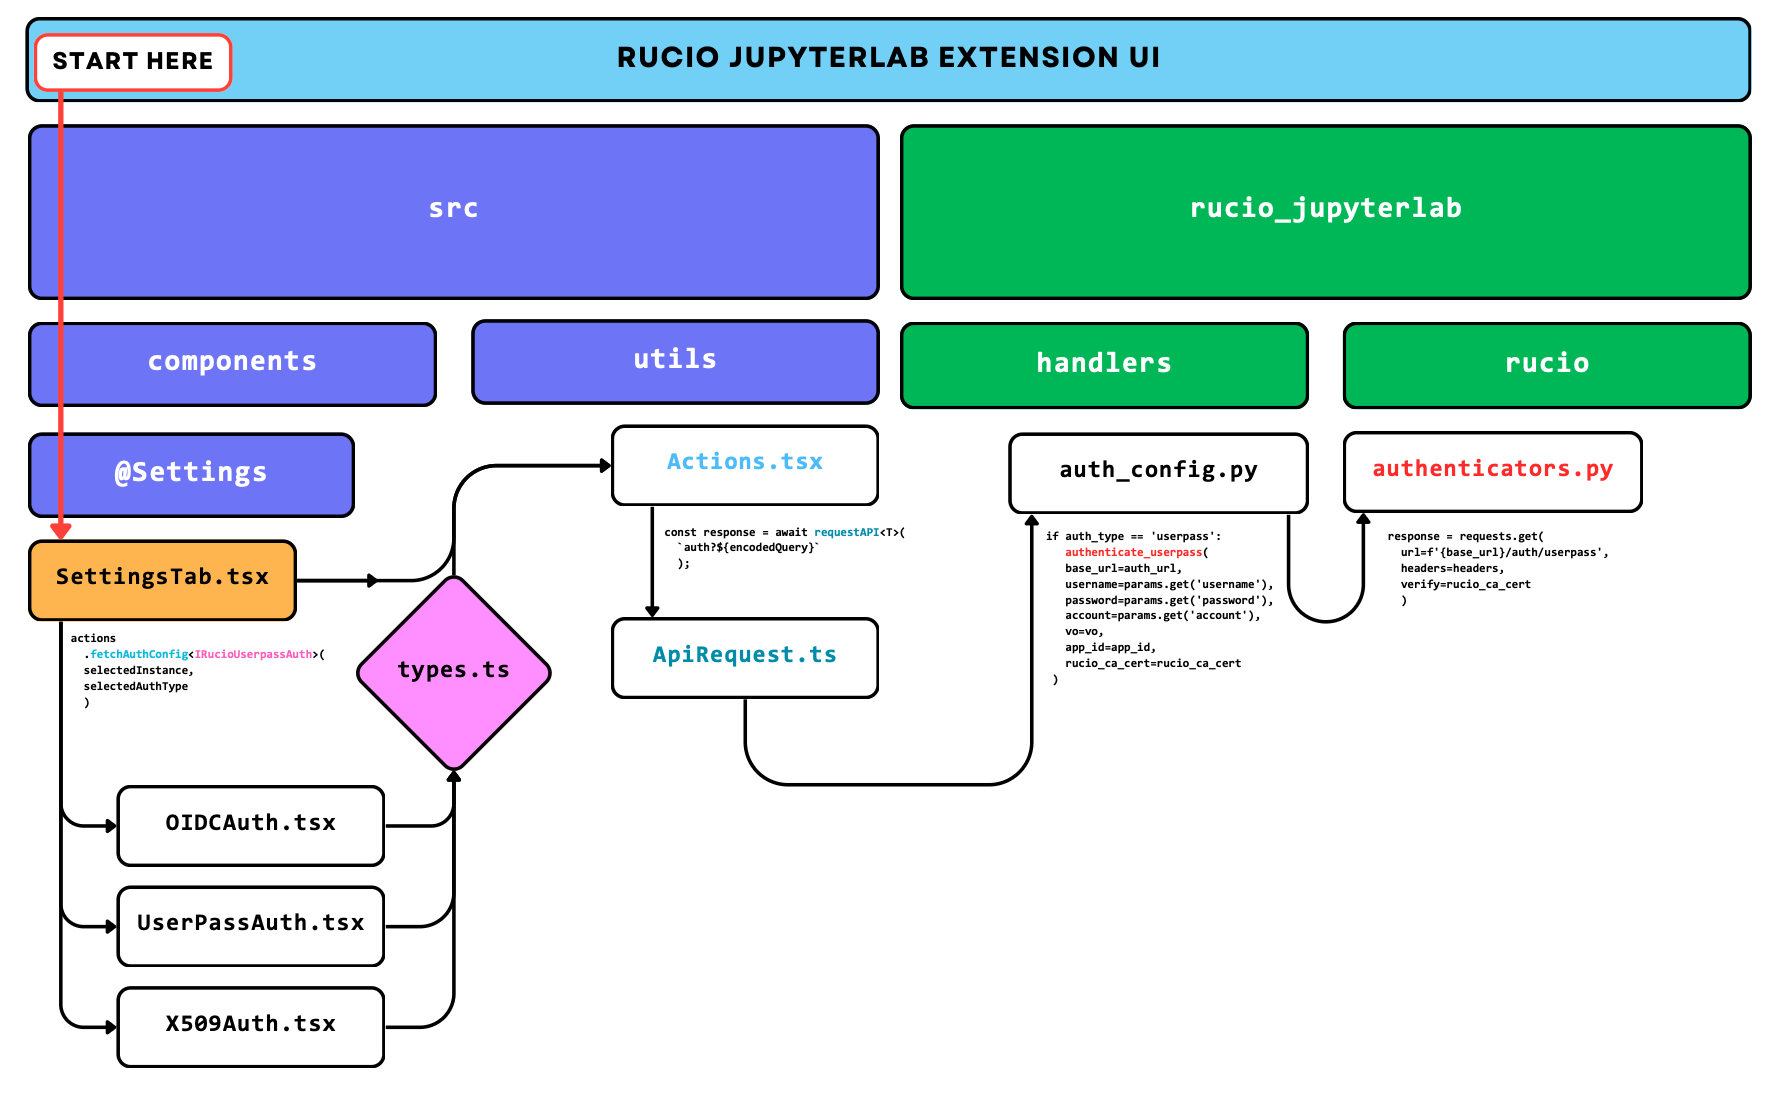 START HERE
RUCIO JUPYTERLAB EXTENSION UI
src
rucio_jupyterlab
components
utils
handlers
rucio
@Settings
Actions.tsx
auth_config.py
authenticators.py
SettingsTab.tsx
const response = await requestAPI<T>(
`auth?${encodedQuery}`
);
if auth_type == 'userpass':
authenticate_userpass(
base_url=auth_url,
username=params.get('username'),
password=params.get('password'),
account=params.get('account'),
vo=vo,
app_id=app_id,
rucio_ca_cert=rucio_ca_cert
)
response = requests.get(
url=f'{base_url}/auth/userpass',
headers=headers,
verify=rucio_ca_cert
)
actions
.fetchAuthConfig<IRucioUserpassAuth>(
selectedInstance,
selectedAuthType
)
types.ts
ApiRequest.ts
OIDCAuth.tsx
UserPassAuth.tsx
X509Auth.tsx